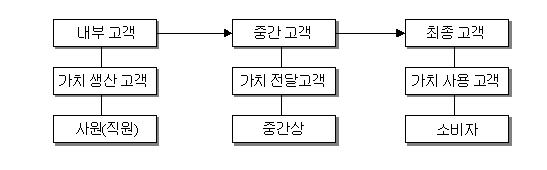 내부 고객
중간 고객
최종 고객
가치 생산 고객
가치 전달고객
가치 사용 고객
사원(직원)
중간상
소비자